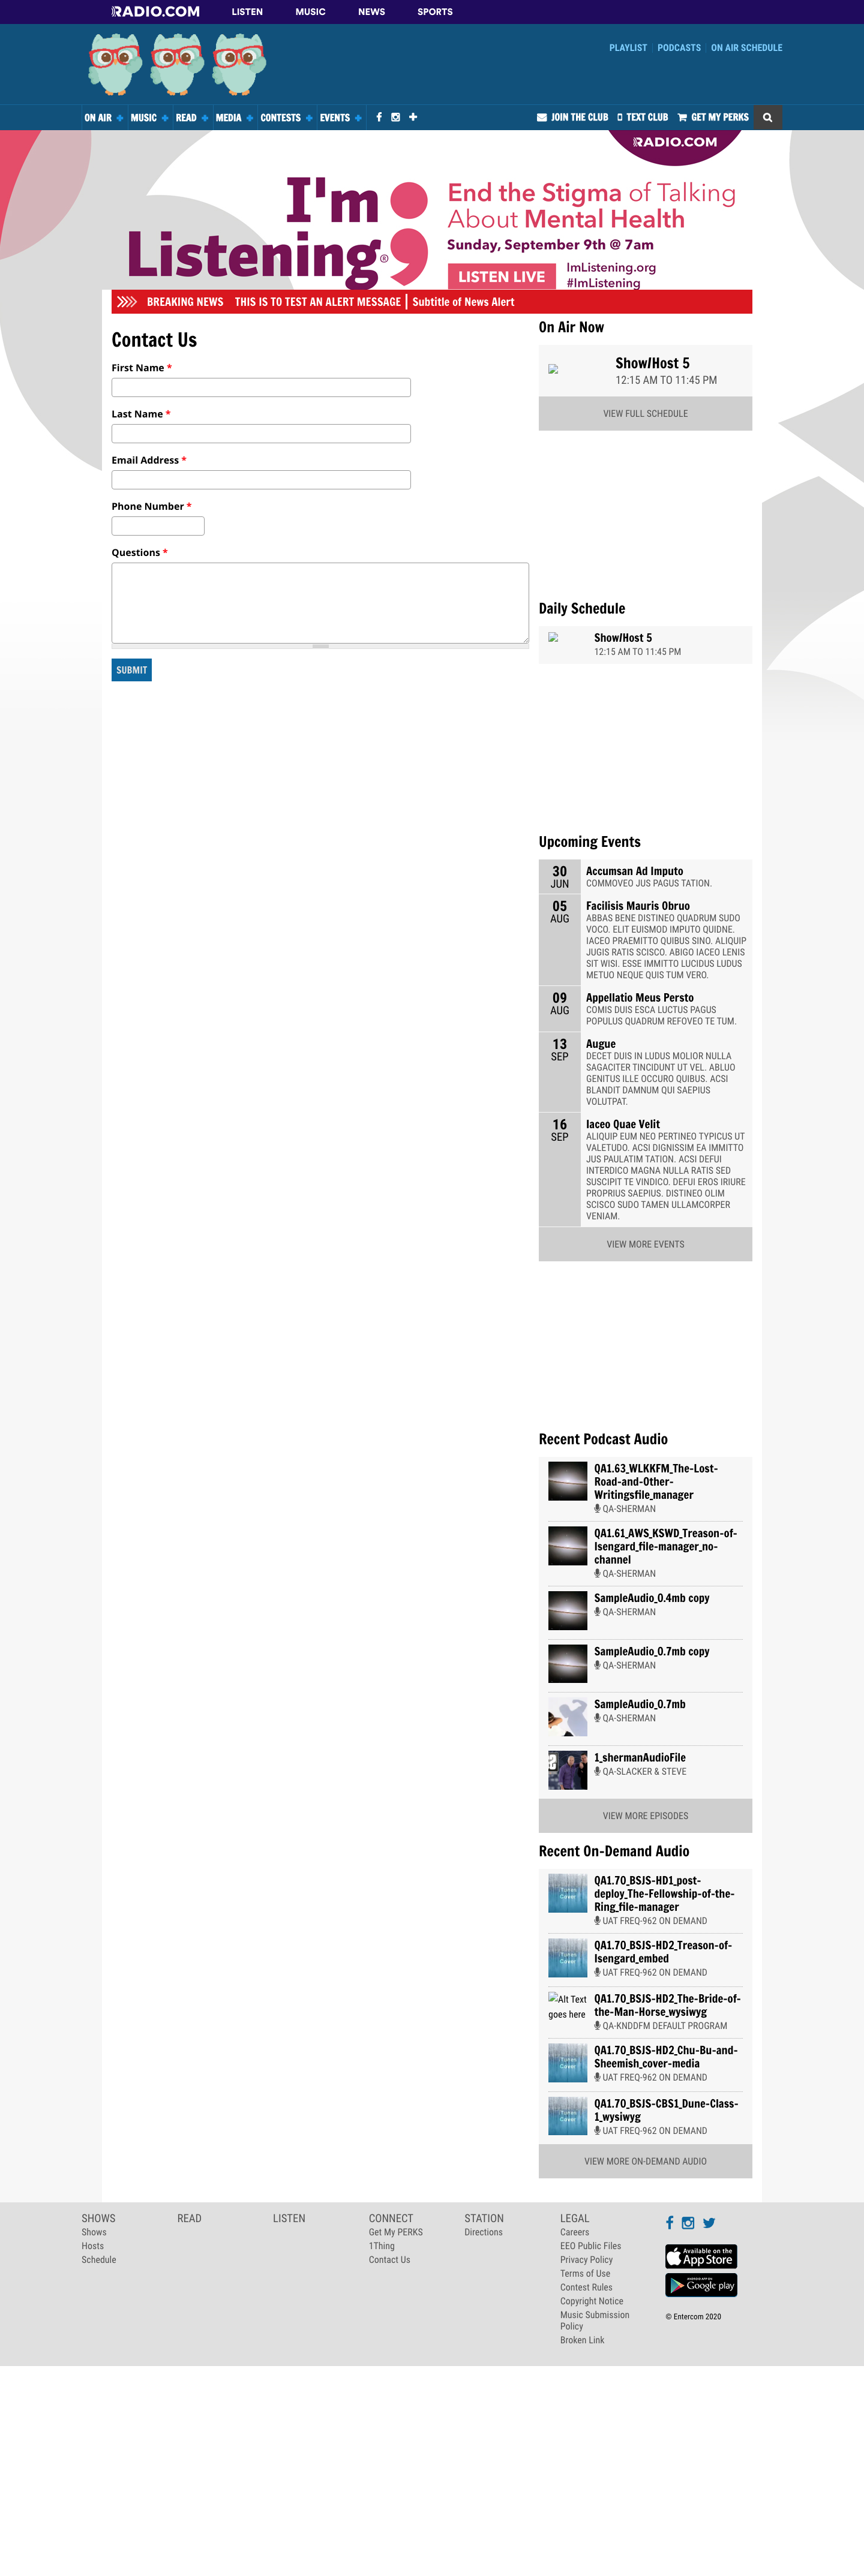 RADIO.COM LISTEN MUSIC NEWS SPORTS
PLAYLIST PODCASTS ON AIR SCHEDULE
ON AIR MUSIC READ MEDIA CONTESTS EVENTS JOIN THE CLUB TEXT CLUB GET MY PERKS
RADIO.COM
I'm
Listening®
End the Stigma of Talking
About Mental Health
Sunday, September 9th @ 7am
LISTEN LIVE
ImListening.org
#ImListening
BREAKING NEWS THIS IS TO TEST AN ALERT MESSAGE | Subtitle of News Alert
Contact Us
First Name *
Last Name *
Email Address *
Phone Number *
Questions *
SUBMIT
On Air Now
Show/Host 5
12:15 AM TO 11:45 PM
VIEW FULL SCHEDULE
Daily Schedule
Show/Host 5
12:15 AM TO 11:45 PM
Upcoming Events
30
JUN
Accumsan Ad Imputo
COMMOVEO JUS PAGUS TATION.
05
AUG
Facilisis Mauris Obruo
ABBAS BENE DISTINEO QUADRUM SUDO
VOCO. ELIT EUISMOD IMPUTO QUIDNE.
IACEO PRAEMITTO QUIBUS SINO. ALIQUIP
JUGIS RATIS SCISCO. ABIGO IACEO LENIS
SIT WISI. ESSE IMMITTO LUCIDUS LUDUS
METUO NEQUE QUIS TUM VERO.
09
AUG
Appellatio Meus Persto
COMIS DUIS ESCA LUCTUS PAGUS
POPULUS QUADRUM REFOVEO TE TUM.
13
SEP
Augue
DECET DUIS IN LUDUS MOLIOR NULLA
SAGACITER TINCIDUNT UT VEL. ABLUO
GENITUS ILLE OCCURO QUIBUS. ACSI
BLANDIT DAMNUM QUI SAEPIUS
VOLUTPAT.
16
SEP
Iaceo Quae Velit
ALIQUIP EUM NEO PERTINEO TYPICUS UT
VALETUDO. ACSI DIGNISSIM EA IMMITTO
JUS PAULATIM TATION. ACSI DEFUI
INTERDICO MAGNA NULLA RATIS SED
SUSCIPIT TE VINDICO. DEFUI EROS IRIURE
PROPRIUS SAEPIUS. DISTINEO OLIM
SCISCO SUDO TAMEN ULLAMCORPER
VENIAM.
VIEW MORE EVENTS
Recent Podcast Audio
QA1.63_WLKKFM_The-Lost-
Road-and-Other-
Writingsfile_manager
QA-SHERMAN
QA1.61_AWS_KSWD_Treason-of-
Isengard_file-manager_no-
channel
QA-SHERMAN
SampleAudio_0.4mb copy
QA-SHERMAN
SampleAudio_0.7mb copy
QA-SHERMAN
SampleAudio_0.7mb
QA-SHERMAN
1_shermanAudioFile
QA-SLACKER & STEVE
VIEW MORE EPISODES
Recent On-Demand Audio
QA1.70_BSJS-HD1_post-
deploy_The-Fellowship-of-the-
Ring_file-manager
UAT FREQ-962 ON DEMAND
QA1.70_BSJS-HD2_Treason-of-
Isengard_embed
UAT FREQ-962 ON DEMAND
Alt Text
goes here
QA1.70_BSJS-HD2_The-Bride-of-
the-Man-Horse_wysiwyg
QA-KNDDFM DEFAULT PROGRAM
QA1.70_BSJS-HD2_Chu-Bu-and-
Sheemish_cover-media
UAT FREQ-962 ON DEMAND
QA1.70_BSJS-CBS1_Dune-Class-
1_wysiwyg
UAT FREQ-962 ON DEMAND
VIEW MORE ON-DEMAND AUDIO
SHOWS
Shows
Hosts
Schedule
READ
LISTEN
CONNECT
Get My PERKS
1Thing
Contact Us
STATION
Directions
LEGAL
Careers
EEO Public Files
Privacy Policy
Terms of Use
Contest Rules
Copyright Notice
Music Submission
Policy
Broken Link
Available on the
App Store
ANDROID APP ON
Google play
© Entercom 2020